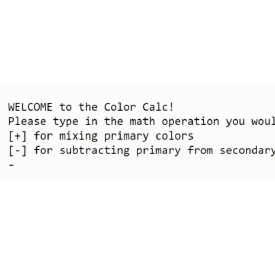 WELCOME to the Color Calc!
Please type in the math operation you
[+] for mixing primary colors
[-] for subtracting primary from secondary
-